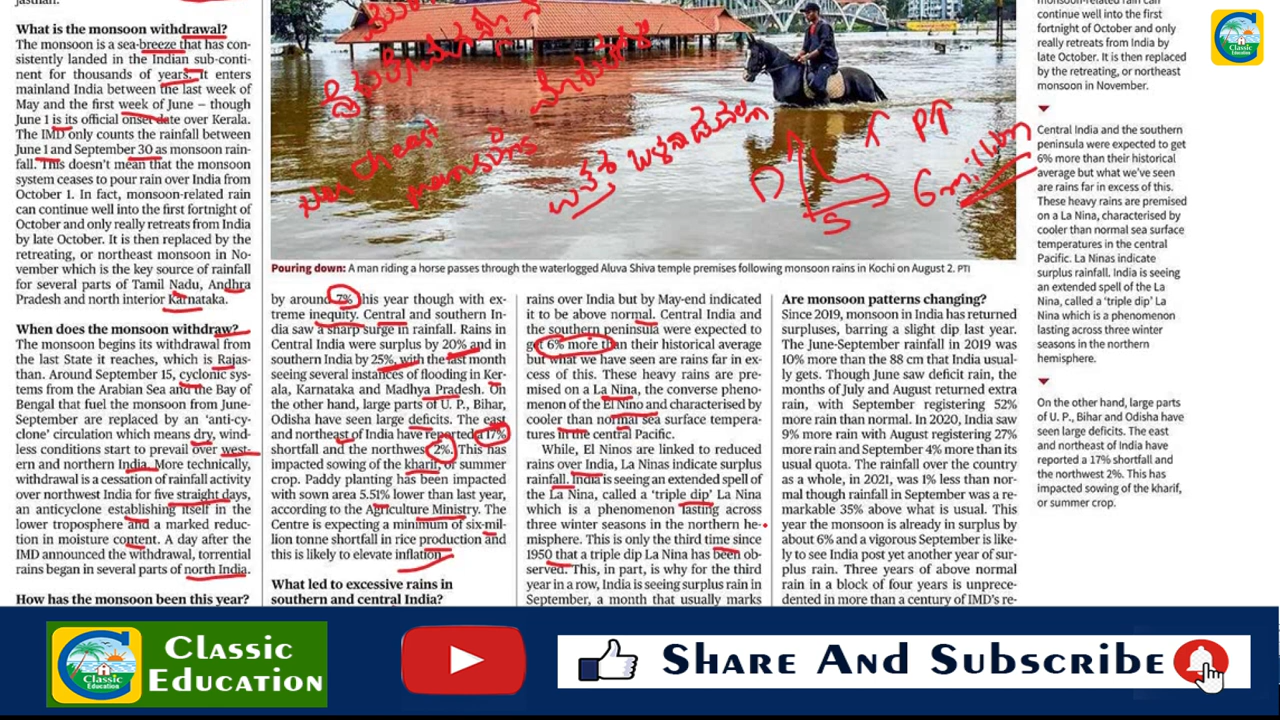 jasthan.
What is the monsoon withdrawal?
The monsoon is a sea-breeze that has con-
sistently landed in the Indian sub-conti-
nent for thousands of years. It enters
mainland India between the last week of
May and the first week of June – though
June 1 is its official onset date over Kerala.
The IMD only counts the rainfall between
June 1 and September 30 as monsoon rain-
fall. This doesn't mean that the monsoon
system ceases to pour rain over India from
October 1. In fact, monsoon-related rain
can continue well into the first fortnight of
October and only really retreats from India
by late October. It is then replaced by the
retreating, or northeast monsoon in No-
vember which is the key source of rainfall
for several parts of Tamil Nadu, Andhra
Pradesh and north interior Karnataka.
When does the monsoon withdraw?
The monsoon begins its withdrawal from
the last State it reaches, which is Rajas-
than. Around September 15, cyclonic sys-
tems from the Arabian Sea and the Bay of
Bengal that fuel the monsoon from June-
September are replaced by an 'anti-cy-
clone' circulation which means dry, wind-
less conditions start to prevail over west-
ern and northern India. More technically,
withdrawal is a cessation of rainfall activity
over northwest India for five straight days,
an anticyclone establishing itself in the
lower troposphere and a marked reduc-
tion in moisture content. A day after the
IMD announced the withdrawal, torrential
rains began in several parts of north India.
How has the monsoon been this year?
north east
monsoon
N
S
T PT
6 million
Pouring down: A man riding a horse passes through the waterlogged Aluva Shiva temple premises following monsoon rains in Kochi on August 2. PTI
by around 7% this year though with ex-
treme inequity. Central and southern In-
dia saw a sharp surge in rainfall. Rains in
Central India were surplus by 20% and in
southern India by 25%, with the last month
seeing several instances of flooding in Ker-
ala, Karnataka and Madhya Pradesh. On
the other hand, large parts of U. P., Bihar,
Odisha have seen large deficits. The east
and northeast of India have reported a 17%
shortfall and the northwest 2%. This has
impacted sowing of the kharif, or summer
crop. Paddy planting has been impacted
with sown area 5.51% lower than last year,
according to the Agriculture Ministry. The
Centre is expecting a minimum of six-mil-
lion tonne shortfall in rice production and
this is likely to elevate inflation.
What led to excessive rains in
southern and central India?
rains over India but by May-end indicated
it to be above normal. Central India and
the southern peninsula were expected to
get 6% more than their historical average
but what we have seen are rains far in ex-
cess of this. These heavy rains are pre-
mised on a La Nina, the converse pheno-
menon of the El Nino and characterised by
cooler than normal sea surface tempera-
tures in the central Pacific.
While, El Ninos are linked to reduced
rains over India, La Ninas indicate surplus
rainfall. India is seeing an extended spell of
the La Nina, called a 'triple dip' La Nina
which is a phenomenon lasting across
three winter seasons in the northern he-
misphere. This is only the third time since
1950 that a triple dip La Nina has been ob-
served. This, in part, is why for the third
year in a row, India is seeing surplus rain in
September, a month that usually marks
Are monsoon patterns changing?
Since 2019, monsoon in India has returned
surpluses, barring a slight dip last year.
The June-September rainfall in 2019 was
10% more than the 88 cm that India usual-
ly gets. Though June saw deficit rain, the
months of July and August returned extra
rain, with September registering 52%
more rain than normal. In 2020, India saw
9% more rain with August registering 27%
more rain and September 4% more than its
usual quota. The rainfall over the country
as a whole, in 2021, was 1% less than nor-
mal though rainfall in September was a re-
markable 35% above what is usual. This
year the monsoon is already in surplus by
about 6% and a vigorous September is like-
ly to see India post yet another year of sur-
plus rain. Three years of above normal
rain in a block of four years is unprece-
dented in more than a century of IMD's re-
monsoon-related rain can
continue well into the first
fortnight of October and only
really retreats from India by
late October. It is then replaced
by the retreating, or northeast
monsoon in November.
Central India and the southern
peninsula were expected to get
6% more than their historical
average but what we've seen
are rains far in excess of this.
These heavy rains are premised
on a La Nina, characterised by
cooler than normal sea surface
temperatures in the central
Pacific. La Ninas indicate
surplus rainfall. India is seeing
an extended spell of the La
Nina, called a 'triple dip' La
Nina which is a phenomenon
lasting across three winter
seasons in the northern
hemisphere.
On the other hand, large parts
of U. P., Bihar and Odisha have
seen large deficits. The east
and northeast of India have
reported a 17% shortfall and
the northwest 2%. This has
impacted sowing of the kharif,
or summer crop.
Classic
Education
Classic
Education
Classic
Education
Share And Subscribe